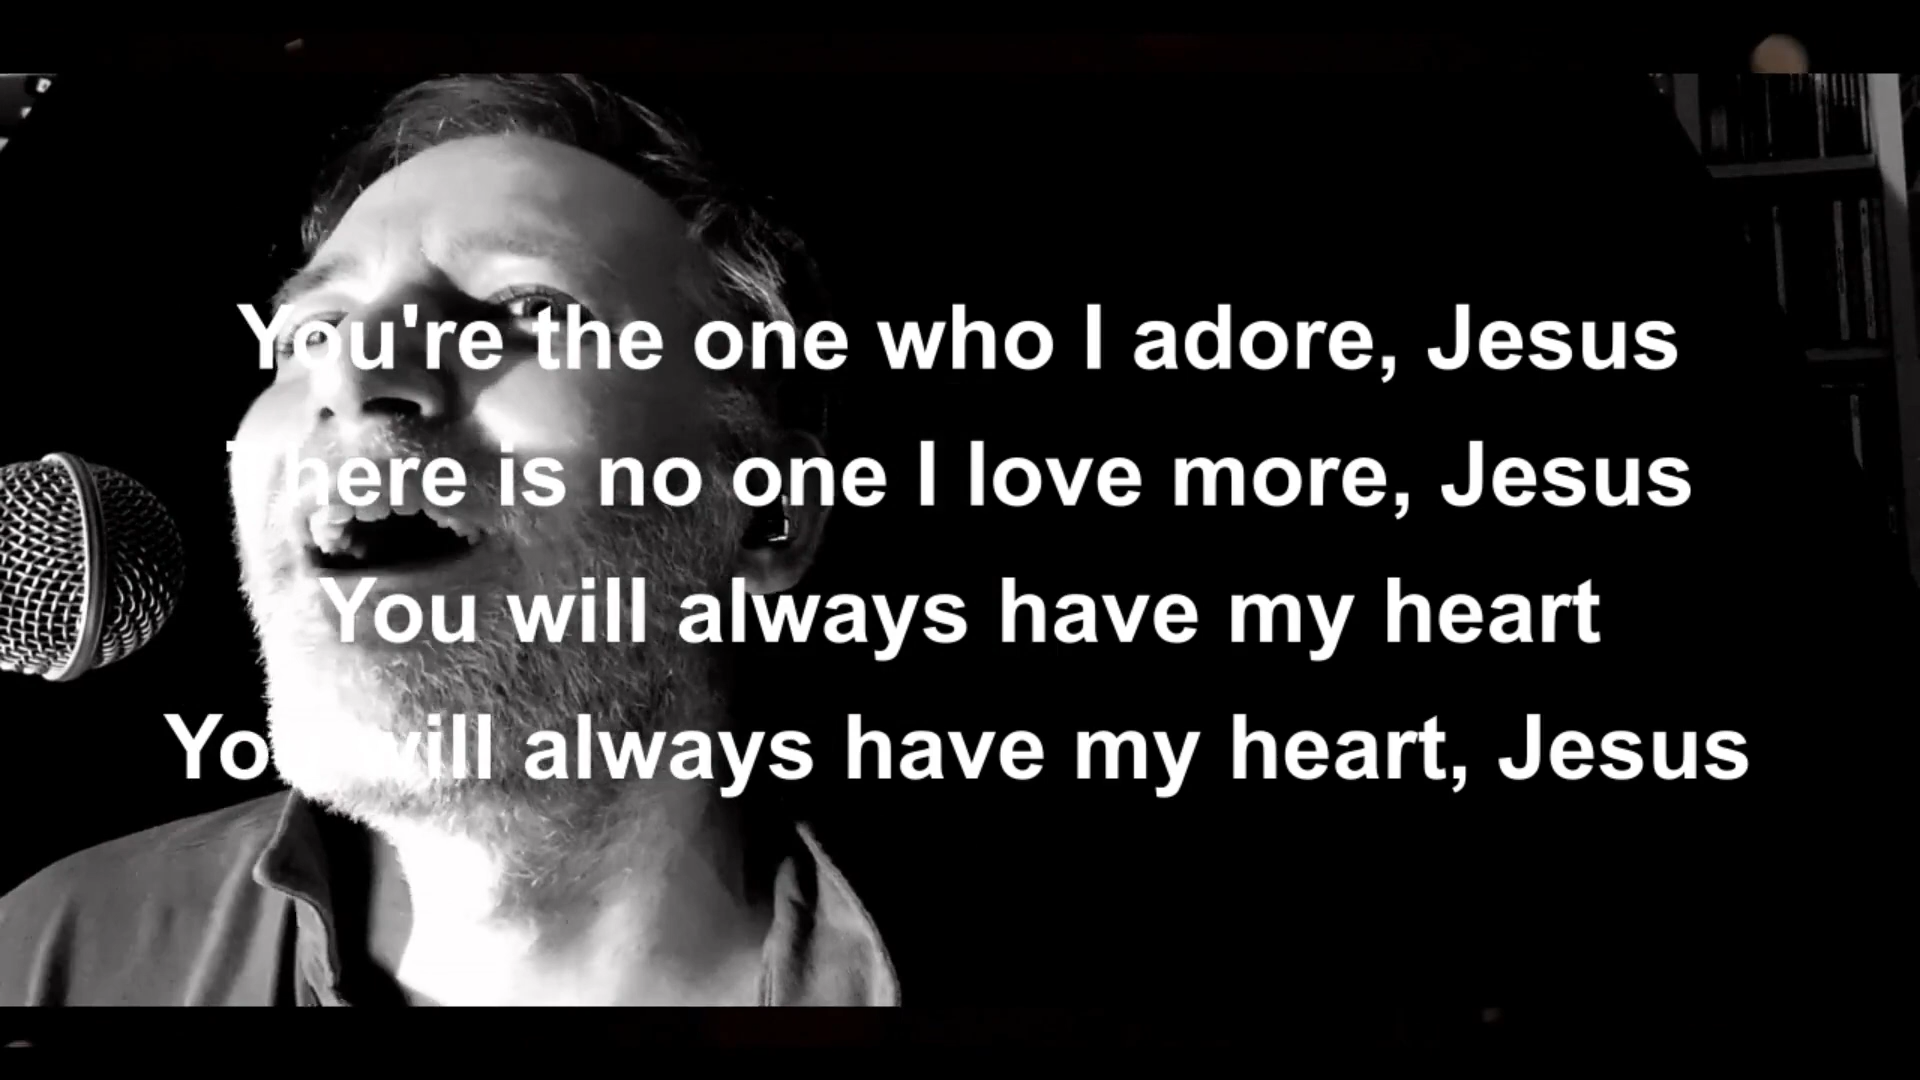 You're the one who I adore, Jesus
There is no one I love more, Jesus
You will always have my heart
You will always have my heart, Jesus